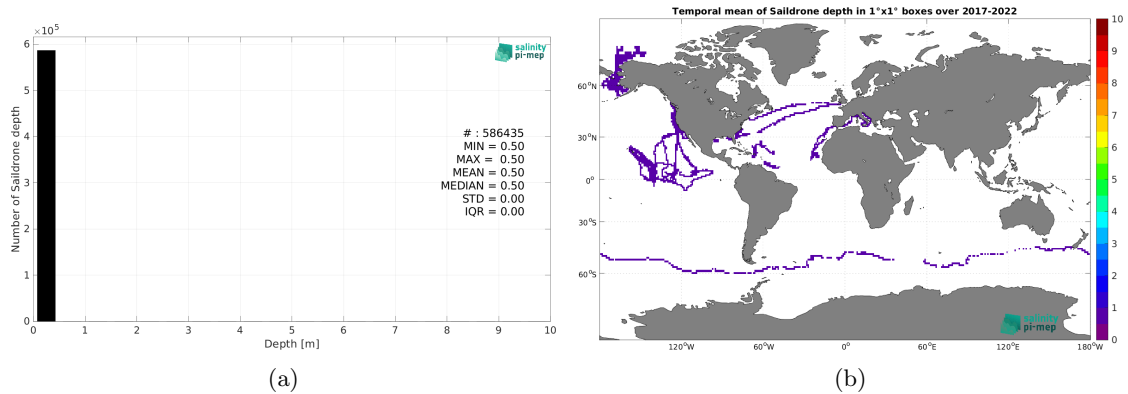 ×10⁵
6
5
4
3
2
1
0
Number of Saildrone depth
salinity
pi-mep
# : 586435
MIN = 0.50
MAX = 0.50
MEAN = 0.50
MEDIAN = 0.50
STD = 0.00
IQR = 0.00
0 1 2 3 4 5 6 7 8 9 10
Depth [m]
(a)
Temporal mean of Saildrone depth in 1°x1° boxes over 2017-2022
60°N
30°N
0°
30°S
60°S
120°W 60°W 0° 60°E 120°E 180°W
salinity
pi-mep
10
9
8
7
6
5
4
3
2
1
0
(b)